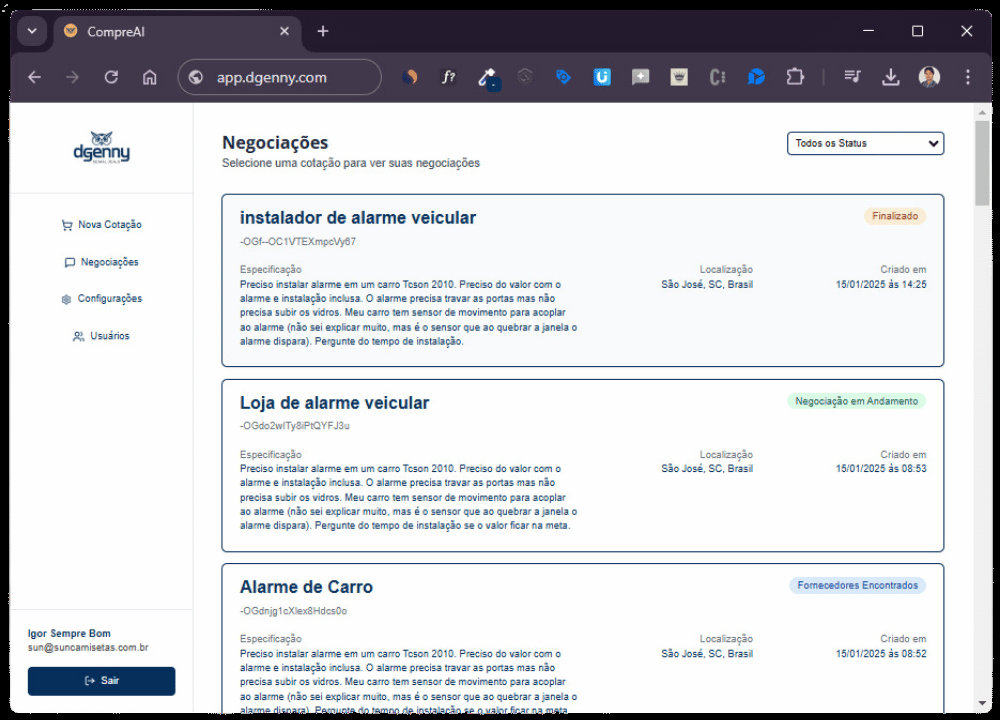 CompreAI
app.dgenny.com
f?
dgenny
Nova Cotação
Negociações
Configurações
Usuários
Igor Sempre Bom
sun@suncamisetas.com.br
Sair
Negociações
Selecione uma cotação para ver suas negociações
Todos os Status
instalador de alarme veicular
Finalizado
-OGf--OC1VTEXmpcVy67
Especificação
Localização
Criado em
Preciso instalar alarme em um carro Tcson 2010. Preciso do valor com o
alarme e instalação inclusa. O alarme precisa travar as portas mas não
precisa subir os vidros. Meu carro tem sensor de movimento para acoplar
ao alarme (não sei explicar muito, mas é o sensor que ao quebrar a janela o
alarme dispara). Pergunte do tempo de instalação.
São José, SC, Brasil
15/01/2025 às 14:25
Loja de alarme veicular
Negociação em Andamento
-OGdo2wITy8iPtQYFJ3u
Especificação
Localização
Criado em
Preciso instalar alarme em um carro Tcson 2010. Preciso do valor com o
alarme e instalação inclusa. O alarme precisa travar as portas mas não
precisa subir os vidros. Meu carro tem sensor de movimento para acoplar
ao alarme (não sei explicar muito, mas é o sensor que ao quebrar a janela o
alarme dispara). Pergunte do tempo de instalação se o valor ficar na meta.
São José, SC, Brasil
15/01/2025 às 08:53
Alarme de Carro
Fornecedores Encontrados
-OGdnjg1cXlex8Hdcs0o
Especificação
Localização
Criado em
Preciso instalar alarme em um carro Tcson 2010. Preciso do valor com o
alarme e instalação inclusa. O alarme precisa travar as portas mas não
precisa subir os vidros. Meu carro tem sensor de movimento para acoplar
ao alarme (não sei explicar muito, mas é o sensor que ao quebrar a janela o
alarme dispara). Pergunte do tempo de instalação se o valor ficar na meta.
São José, SC, Brasil
15/01/2025 às 08:52